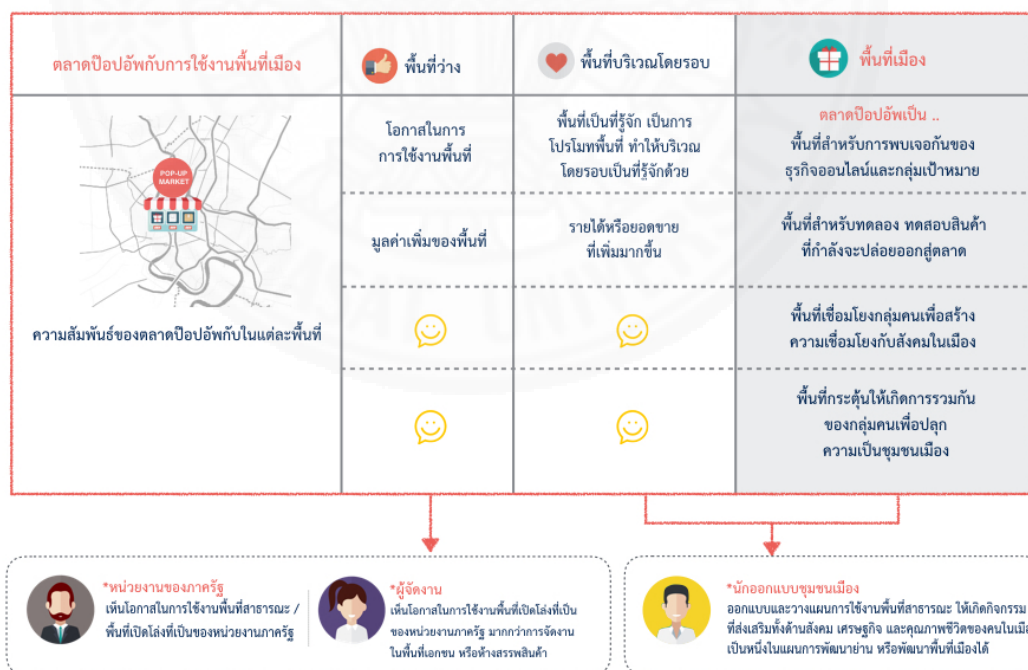 ตลาดป๊อปอัพกับการใช้งานพื้นที่เมือง
พื้นที่ว่าง
พื้นที่บริเวณโดยรอบ
พื้นที่เมือง
POP-UP
MARKET
ความสัมพันธ์ของตลาดป๊อปอัพกับในแต่ละพื้นที่
โอกาสในการ
การใช้งานพื้นที่
พื้นที่เป็นที่รู้จัก เป็นการ
โปรโมทพื้นที่ ทำให้บริเวณ
โดยรอบเป็นที่รู้จักด้วย
ตลาดป๊อปอัพเป็น ..
พื้นที่สำหรับการพบเจอกันของ
ธุรกิจออนไลน์และกลุ่มเป้าหมาย
มูลค่าเพิ่มของพื้นที่
รายได้หรือยอดขาย
ที่เพิ่มมากขึ้น
พื้นที่สำหรับทดลอง ทดสอบสินค้า
ที่กำลังจะปล่อยออกสู่ตลาด
พื้นที่เชื่อมโยงกลุ่มคนเพื่อสร้าง
ความเชื่อมโยงกับสังคมในเมือง
พื้นที่กระตุ้นให้เกิดการรวมกัน
ของกลุ่มคนเพื่อปลุก
ความเป็นชุมชนเมือง
*หน่วยงานของภาครัฐ
เห็นโอกาสในการใช้งานพื้นที่สาธารณะ /
พื้นที่เปิดโล่งที่เป็นของหน่วยงานภาครัฐ
*ผู้จัดงาน
เห็นโอกาสในการใช้งานพื้นที่เปิดโล่งที่เป็น
ของหน่วยงานภาครัฐ มากกว่าการจัดงาน
ในพื้นที่เอกชน หรือห้างสรรพสินค้า
*นักออกแบบชุมชนเมือง
ออกแบบและวางแผนการใช้งานพื้นที่สาธารณะ ให้เกิดกิจกรรม
ที่ส่งเสริมทั้งด้านสังคม เศรษฐกิจ และคุณภาพชีวิตของคนในเมือง
เป็นหนึ่งในแผนการพัฒนาย่าน หรือพัฒนาพื้นที่เมืองได้